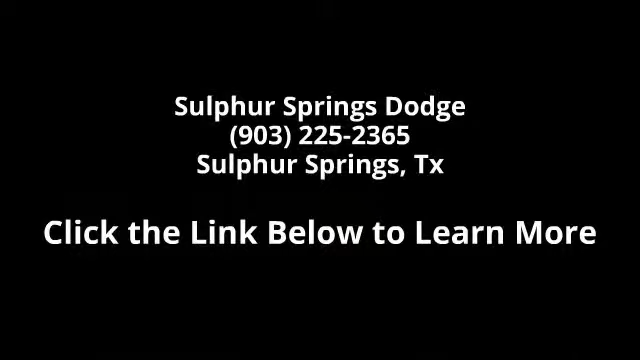 Sulphur Springs Dodge
(903) 225-2365
Sulphur Springs, Tx
Click the Link Below to Learn More